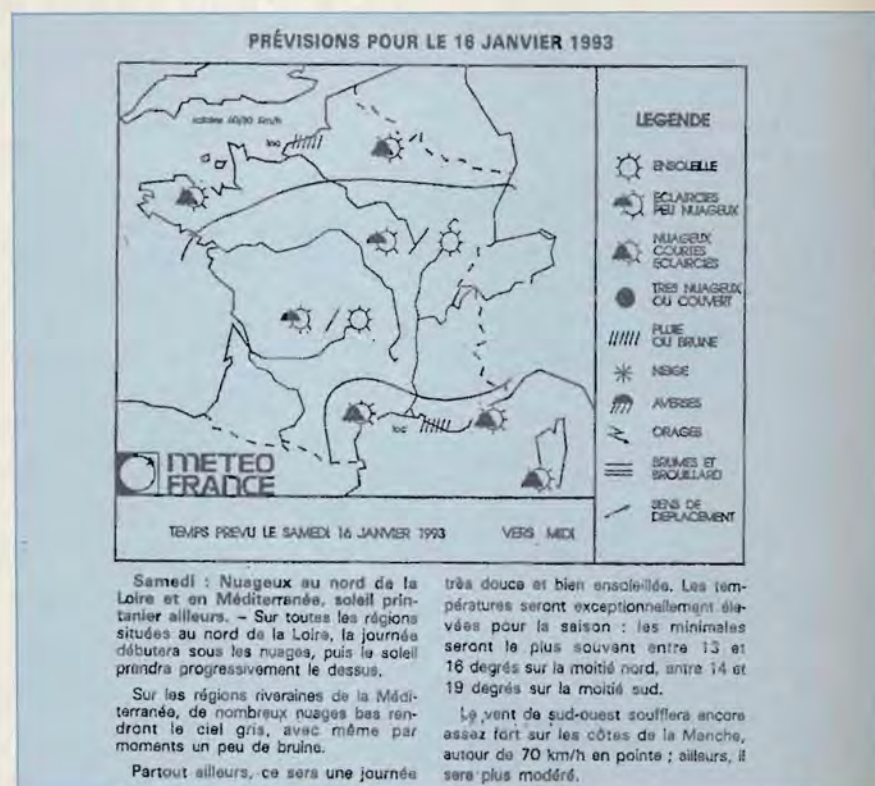 PRÉVISIONS POUR LE 16 JANVIER 1993
rafales 60/80 km/h
loc
loc
METEO
FRANCE
TEMPS PREVU LE SAMEDI 16 JANVIER 1993 VERS MIDI
LEGENDE
ENSOLEILLE
ECLAIRCIES
PEU NUAGEUX
NUAGEUX
COURTES
ECLAIRCIES
TRES NUAGEUX
OU COUVERT
PLUIE
OU BRUINE
NEIGE
AVERSES
ORAGES
BRUMES ET
BROUILLARD
SENS DE
DEPLACEMENT
Samedi : Nuageux au nord de la
Loire et en Méditerranée, soleil prin-
tanier ailleurs. – Sur toutes les régions
situées au nord de la Loire, la journée
débutera sous les nuages, puis le soleil
prendra progressivement le dessus.
Sur les régions riveraines de la Médi-
terranée, de nombreux nuages bas ren-
dront le ciel gris, avec même par
moments un peu de bruine.
Partout ailleurs, ce sera une journée
très douce et bien ensoleillée. Les tem-
pératures seront exceptionnellement éle-
vées pour la saison : les minimales
seront le plus souvent entre 13 et
16 degrés sur la moitié nord, entre 14 et
19 degrés sur la moitié sud.
Le vent de sud-ouest soufflera encore
assez fort sur les côtes de la Manche,
autour de 70 km/h en pointe ; ailleurs, il
sera plus modéré.